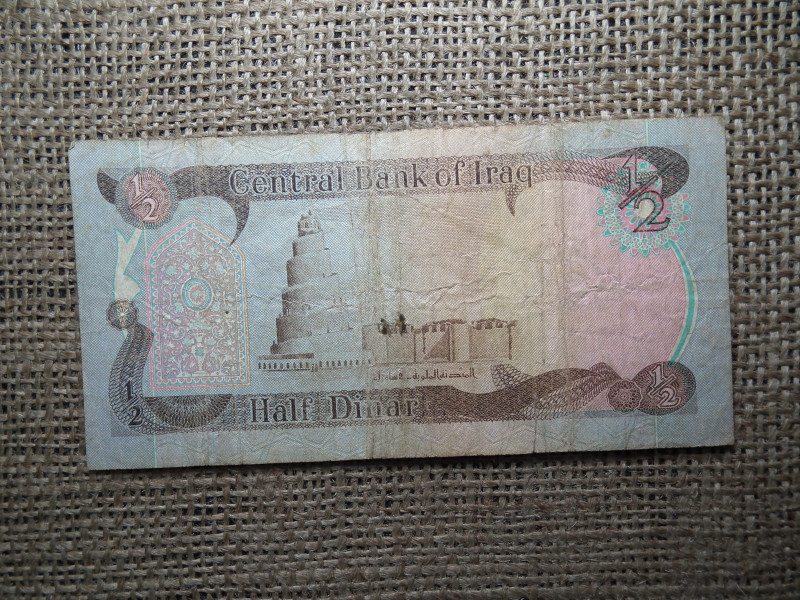 1/2
Central Bank of Iraq
1/2
1/2
Half Dinar
1/2